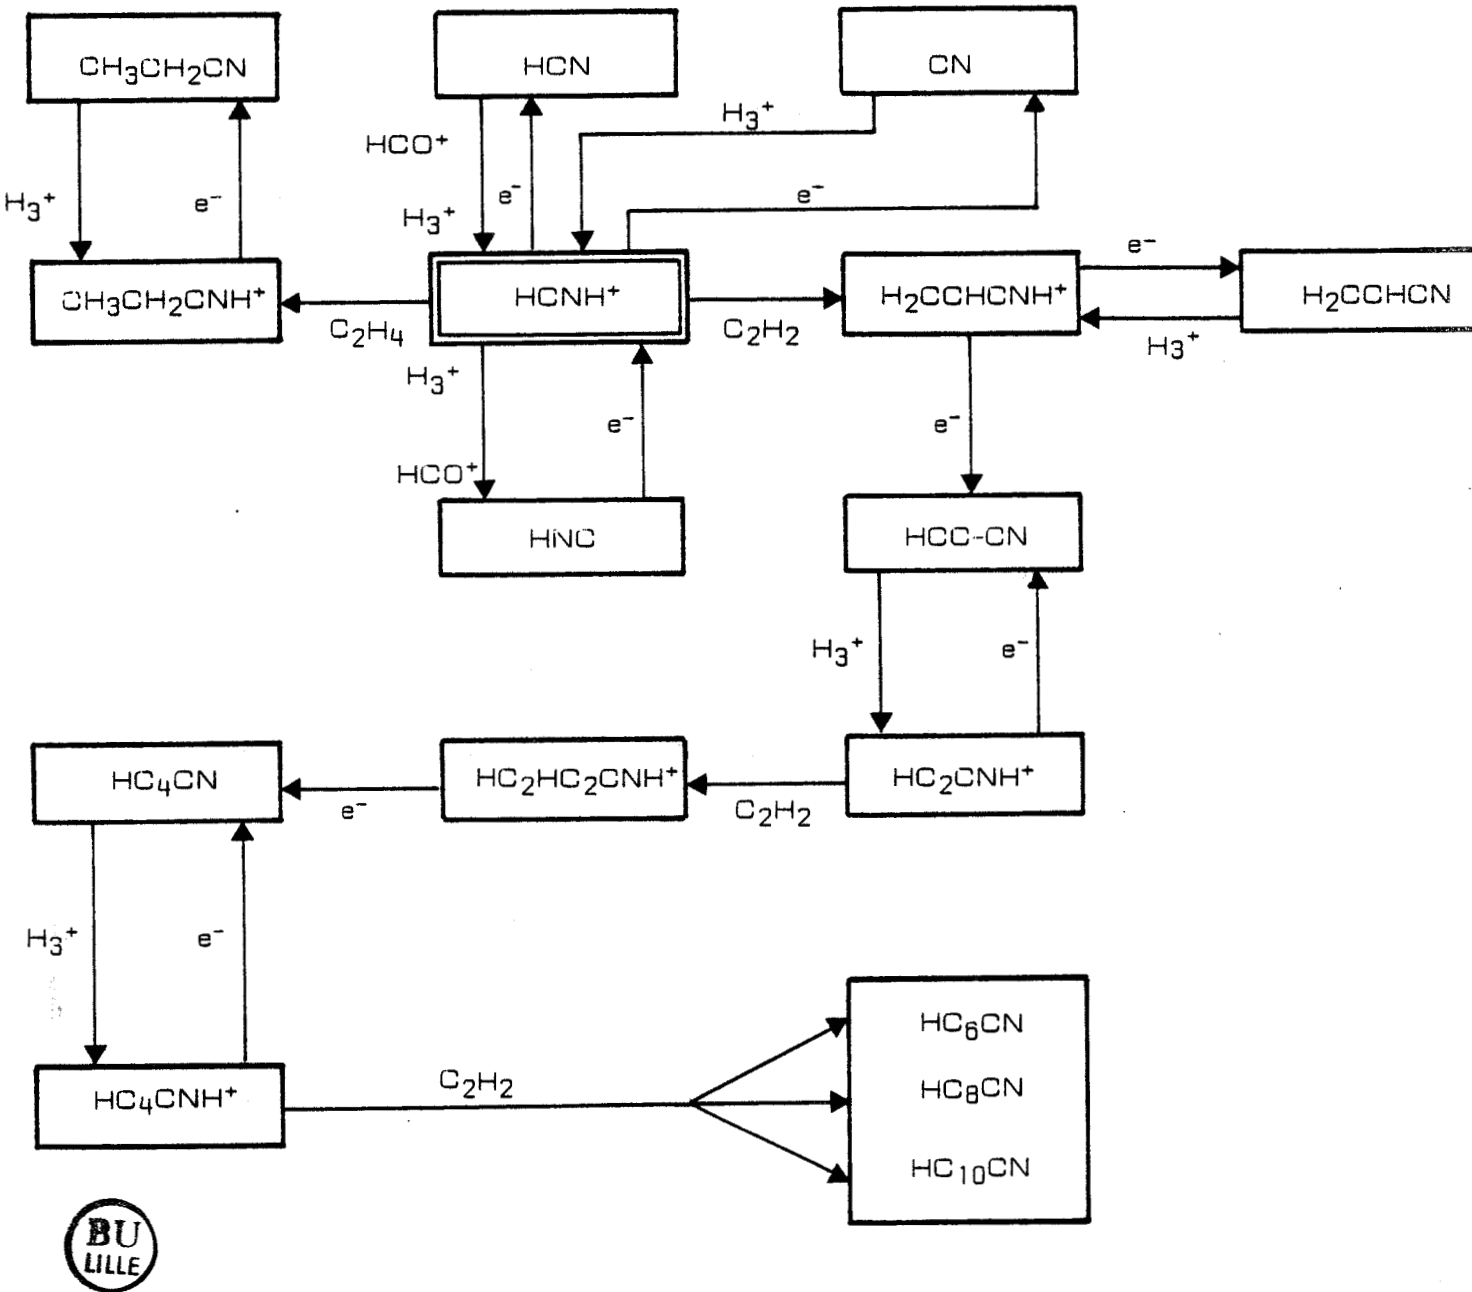 CH₃CH₂CN
HCN
CN
H₃⁺
HCO⁺
H₃⁺
e⁻
H₃⁺
e⁻
e⁻
e⁻
CH₃CH₂CNH⁺
HCNH⁺
H₂CCHCNH⁺
H₂CCHCN
C₂H₄
C₂H₂
H₃⁺
H₃⁺
e⁻
e⁻
HCO⁺
HNC
HCC-CN
H₃⁺
e⁻
HC₄CN
HC₂HC₂CNH⁺
HC₂CNH⁺
e⁻
C₂H₂
H₃⁺
e⁻
HC₆CN
C₂H₂
HC₈CN
HC₄CNH⁺
HC₁₀CN
BU
LILLE